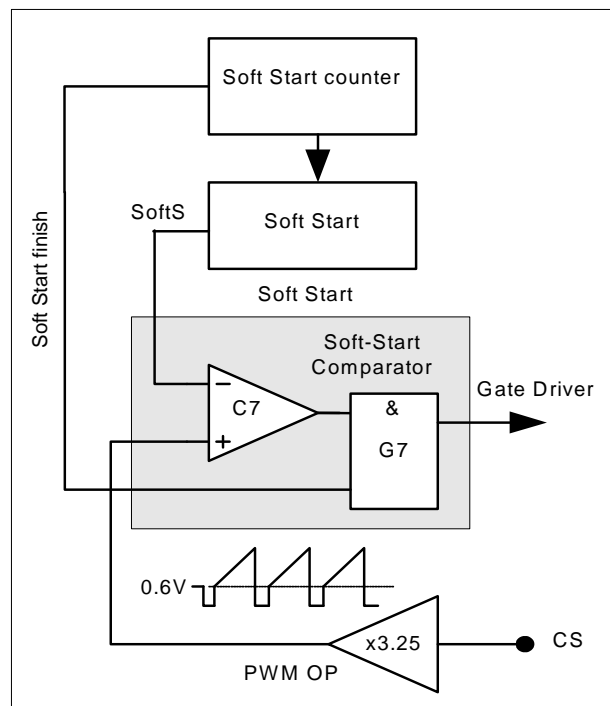 Soft Start counter
SoftS
Soft Start
Soft Start finish
Soft Start
Soft-Start
Comparator
Gate Driver
−
C7
+
&
G7
0.6V
x3.25
CS
PWM OP